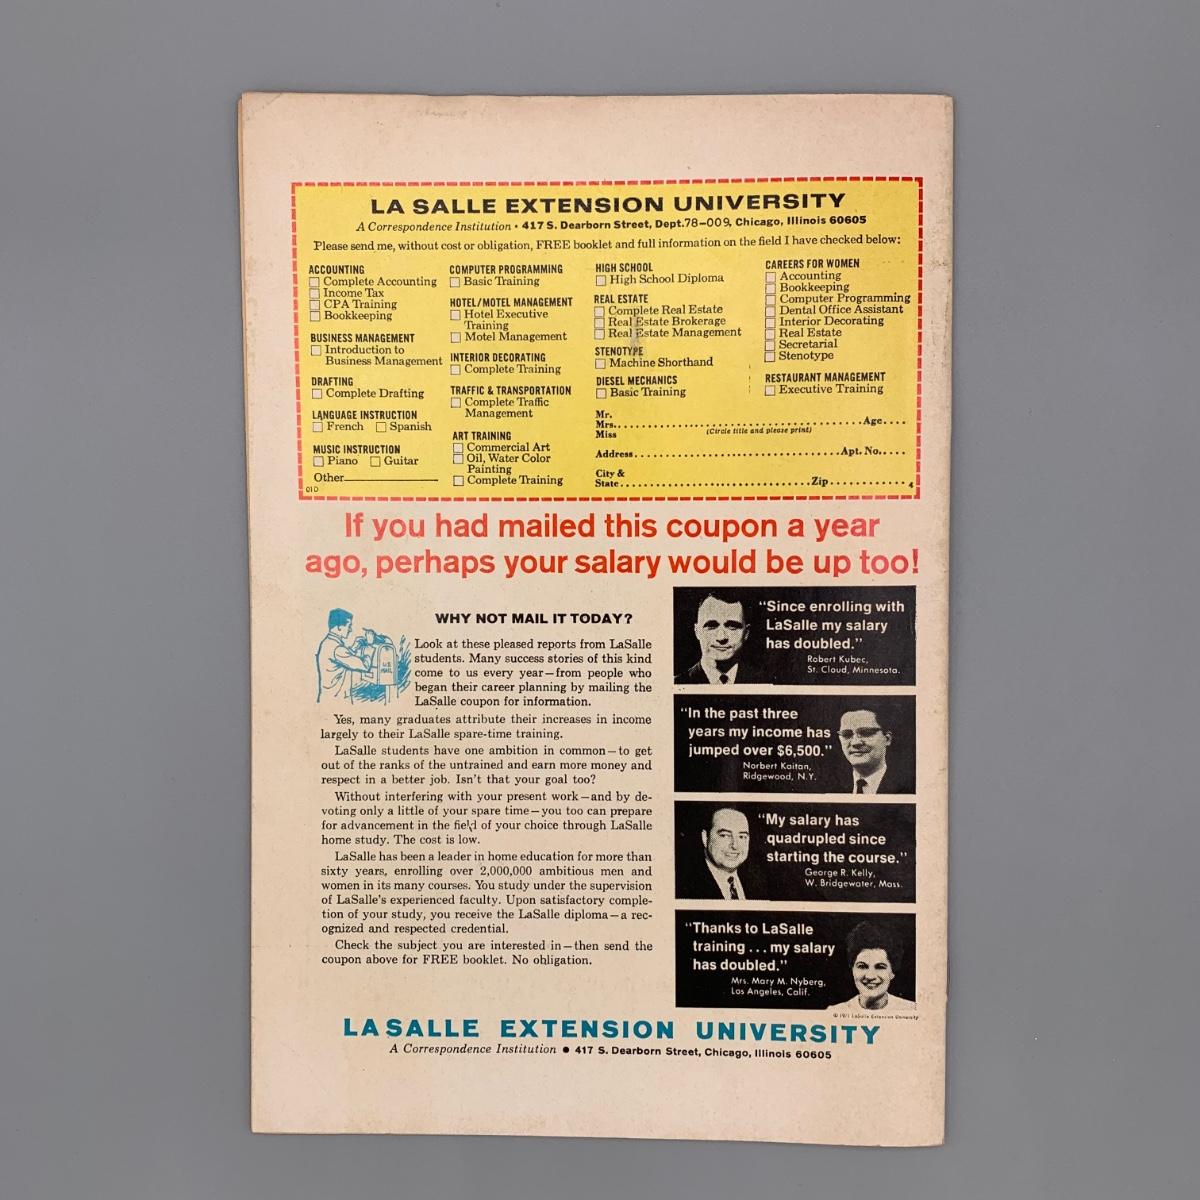 LA SALLE EXTENSION UNIVERSITY
A Correspondence Institution • 417 S. Dearborn Street, Dept.78-009, Chicago, Illinois 60605
Please send me, without cost or obligation, FREE booklet and full information on the field I have checked below:
ACCOUNTING
Complete Accounting
Income Tax
CPA Training
Bookkeeping
BUSINESS MANAGEMENT
Introduction to
Business Management
DRAFTING
Complete Drafting
LANGUAGE INSTRUCTION
French Spanish
MUSIC INSTRUCTION
Piano Guitar
Other
01D
COMPUTER PROGRAMMING
Basic Training
HOTEL/MOTEL MANAGEMENT
Hotel Executive
Training
Motel Management
INTERIOR DECORATING
Complete Training
TRAFFIC & TRANSPORTATION
Complete Traffic
Management
ART TRAINING
Commercial Art
Oil, Water Color
Painting
Complete Training
HIGH SCHOOL
High School Diploma
REAL ESTATE
Complete Real Estate
Real Estate Brokerage
Real Estate Management
STENOTYPE
Machine Shorthand
DIESEL MECHANICS
Basic Training
CAREERS FOR WOMEN
Accounting
Bookkeeping
Computer Programming
Dental Office Assistant
Interior Decorating
Real Estate
Secretarial
Stenotype
RESTAURANT MANAGEMENT
Executive Training
Mr.
Mrs. Age
Miss (Circle title and please print)
Address Apt. No.
City &
State Zip 4
If you had mailed this coupon a year
ago, perhaps your salary would be up too!
WHY NOT MAIL IT TODAY?
U.S.
MAIL
Look at these pleased reports from LaSalle
students. Many success stories of this kind
come to us every year—from people who
began their career planning by mailing the
LaSalle coupon for information.
Yes, many graduates attribute their increases in income
largely to their LaSalle spare-time training.
LaSalle students have one ambition in common—to get
out of the ranks of the untrained and earn more money and
respect in a better job. Isn't that your goal too?
Without interfering with your present work—and by de-
voting only a little of your spare time—you too can prepare
for advancement in the field of your choice through LaSalle
home study. The cost is low.
LaSalle has been a leader in home education for more than
sixty years, enrolling over 2,000,000 ambitious men and
women in its many courses. You study under the supervision
of LaSalle's experienced faculty. Upon satisfactory comple-
tion of your study, you receive the LaSalle diploma—a rec-
ognized and respected credential.
Check the subject you are interested in—then send the
coupon above for FREE booklet. No obligation.
"Since enrolling with
LaSalle my salary
has doubled."
Robert Kubec,
St. Cloud, Minnesota.
"In the past three
years my income has
jumped over $6,500."
Norbert Kaitan,
Ridgewood, N.Y.
"My salary has
quadrupled since
starting the course."
George R. Kelly,
W. Bridgewater, Mass.
"Thanks to LaSalle
training ... my salary
has doubled."
Mrs. Mary M. Nyberg,
Los Angeles, Calif.
© 1971 LaSalle Extension University
LA SALLE EXTENSION UNIVERSITY
A Correspondence Institution • 417 S. Dearborn Street, Chicago, Illinois 60605